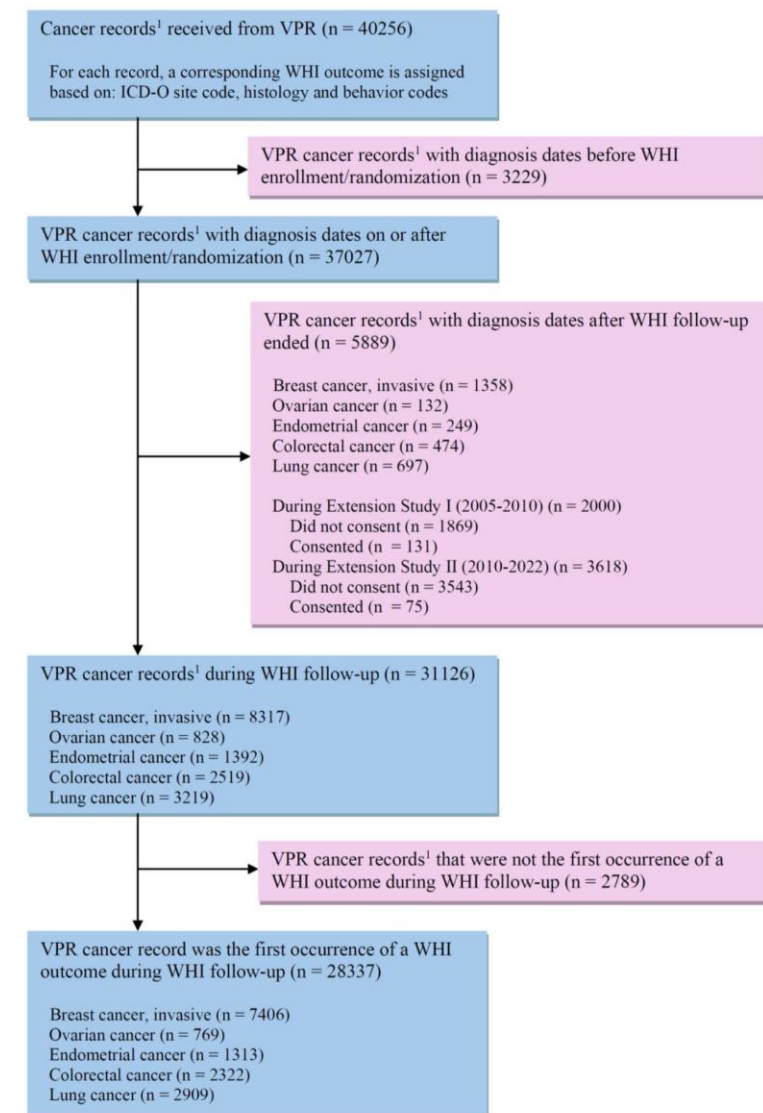 Cancer records¹ received from VPR (n = 40256)
For each record, a corresponding WHI outcome is assigned
based on: ICD-O site code, histology and behavior codes
VPR cancer records¹ with diagnosis dates before WHI
enrollment/randomization (n = 3229)
VPR cancer records¹ with diagnosis dates on or after
WHI enrollment/randomization (n = 37027)
VPR cancer records¹ with diagnosis dates after WHI follow-up
ended (n = 5889)
Breast cancer, invasive (n = 1358)
Ovarian cancer (n = 132)
Endometrial cancer (n = 249)
Colorectal cancer (n = 474)
Lung cancer (n = 697)
During Extension Study I (2005-2010) (n = 2000)
Did not consent (n = 1869)
Consented (n = 131)
During Extension Study II (2010-2022) (n = 3618)
Did not consent (n = 3543)
Consented (n = 75)
VPR cancer records¹ during WHI follow-up (n = 31126)
Breast cancer, invasive (n = 8317)
Ovarian cancer (n = 828)
Endometrial cancer (n = 1392)
Colorectal cancer (n = 2519)
Lung cancer (n = 3219)
VPR cancer records¹ that were not the first occurrence of a
WHI outcome during WHI follow-up (n = 2789)
VPR cancer record was the first occurrence of a WHI
outcome during WHI follow-up (n = 28337)
Breast cancer, invasive (n = 7406)
Ovarian cancer (n = 769)
Endometrial cancer (n = 1313)
Colorectal cancer (n = 2322)
Lung cancer (n = 2909)